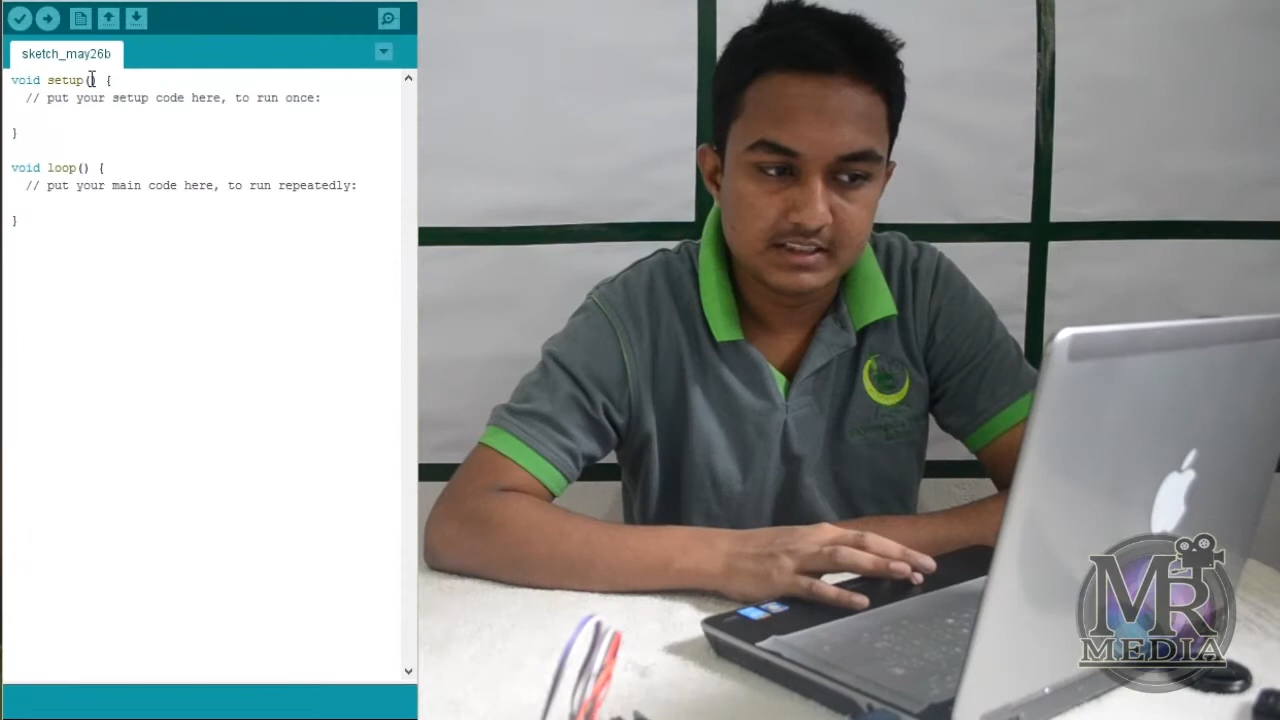 sketch_may26b
void setup() {
// put your setup code here, to run once:
}
void loop() {
// put your main code here, to run repeatedly:
}
MR
MEDIA